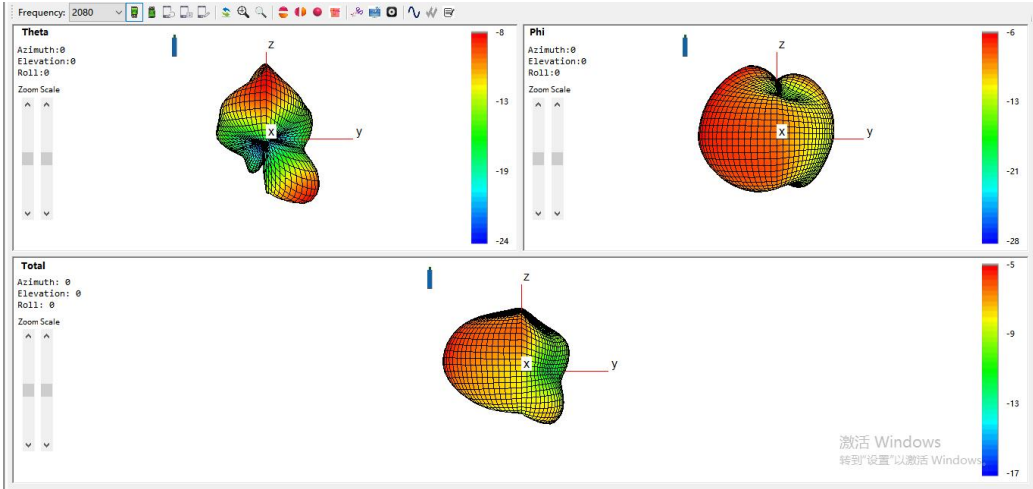 Frequency: 2080
Theta
Azimuth:0
Elevation:0
Roll:0
Zoom Scale
z
x
y
-8
-13
-19
-24
Phi
Azimuth:0
Elevation:0
Roll:0
Zoom Scale
z
x
y
-6
-13
-21
-28
Total
Azimuth: 0
Elevation: 0
Roll: 0
Zoom Scale
z
x
y
-5
-9
-13
-17
激活 Windows
转到"设置"以激活 Windows。